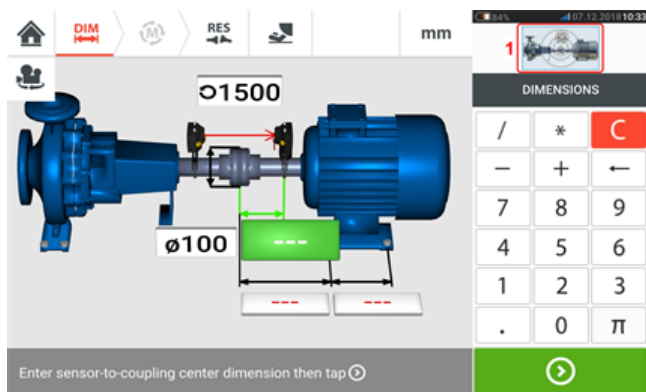 DIM
RES
mm
84%
07.12.2018 10:33
M
1
DIMENSIONS
1500
ø100
---
---
---
/ * C
− + ←
7 8 9
4 5 6
1 2 3
. 0 π
Enter sensor-to-coupling center dimension then tap